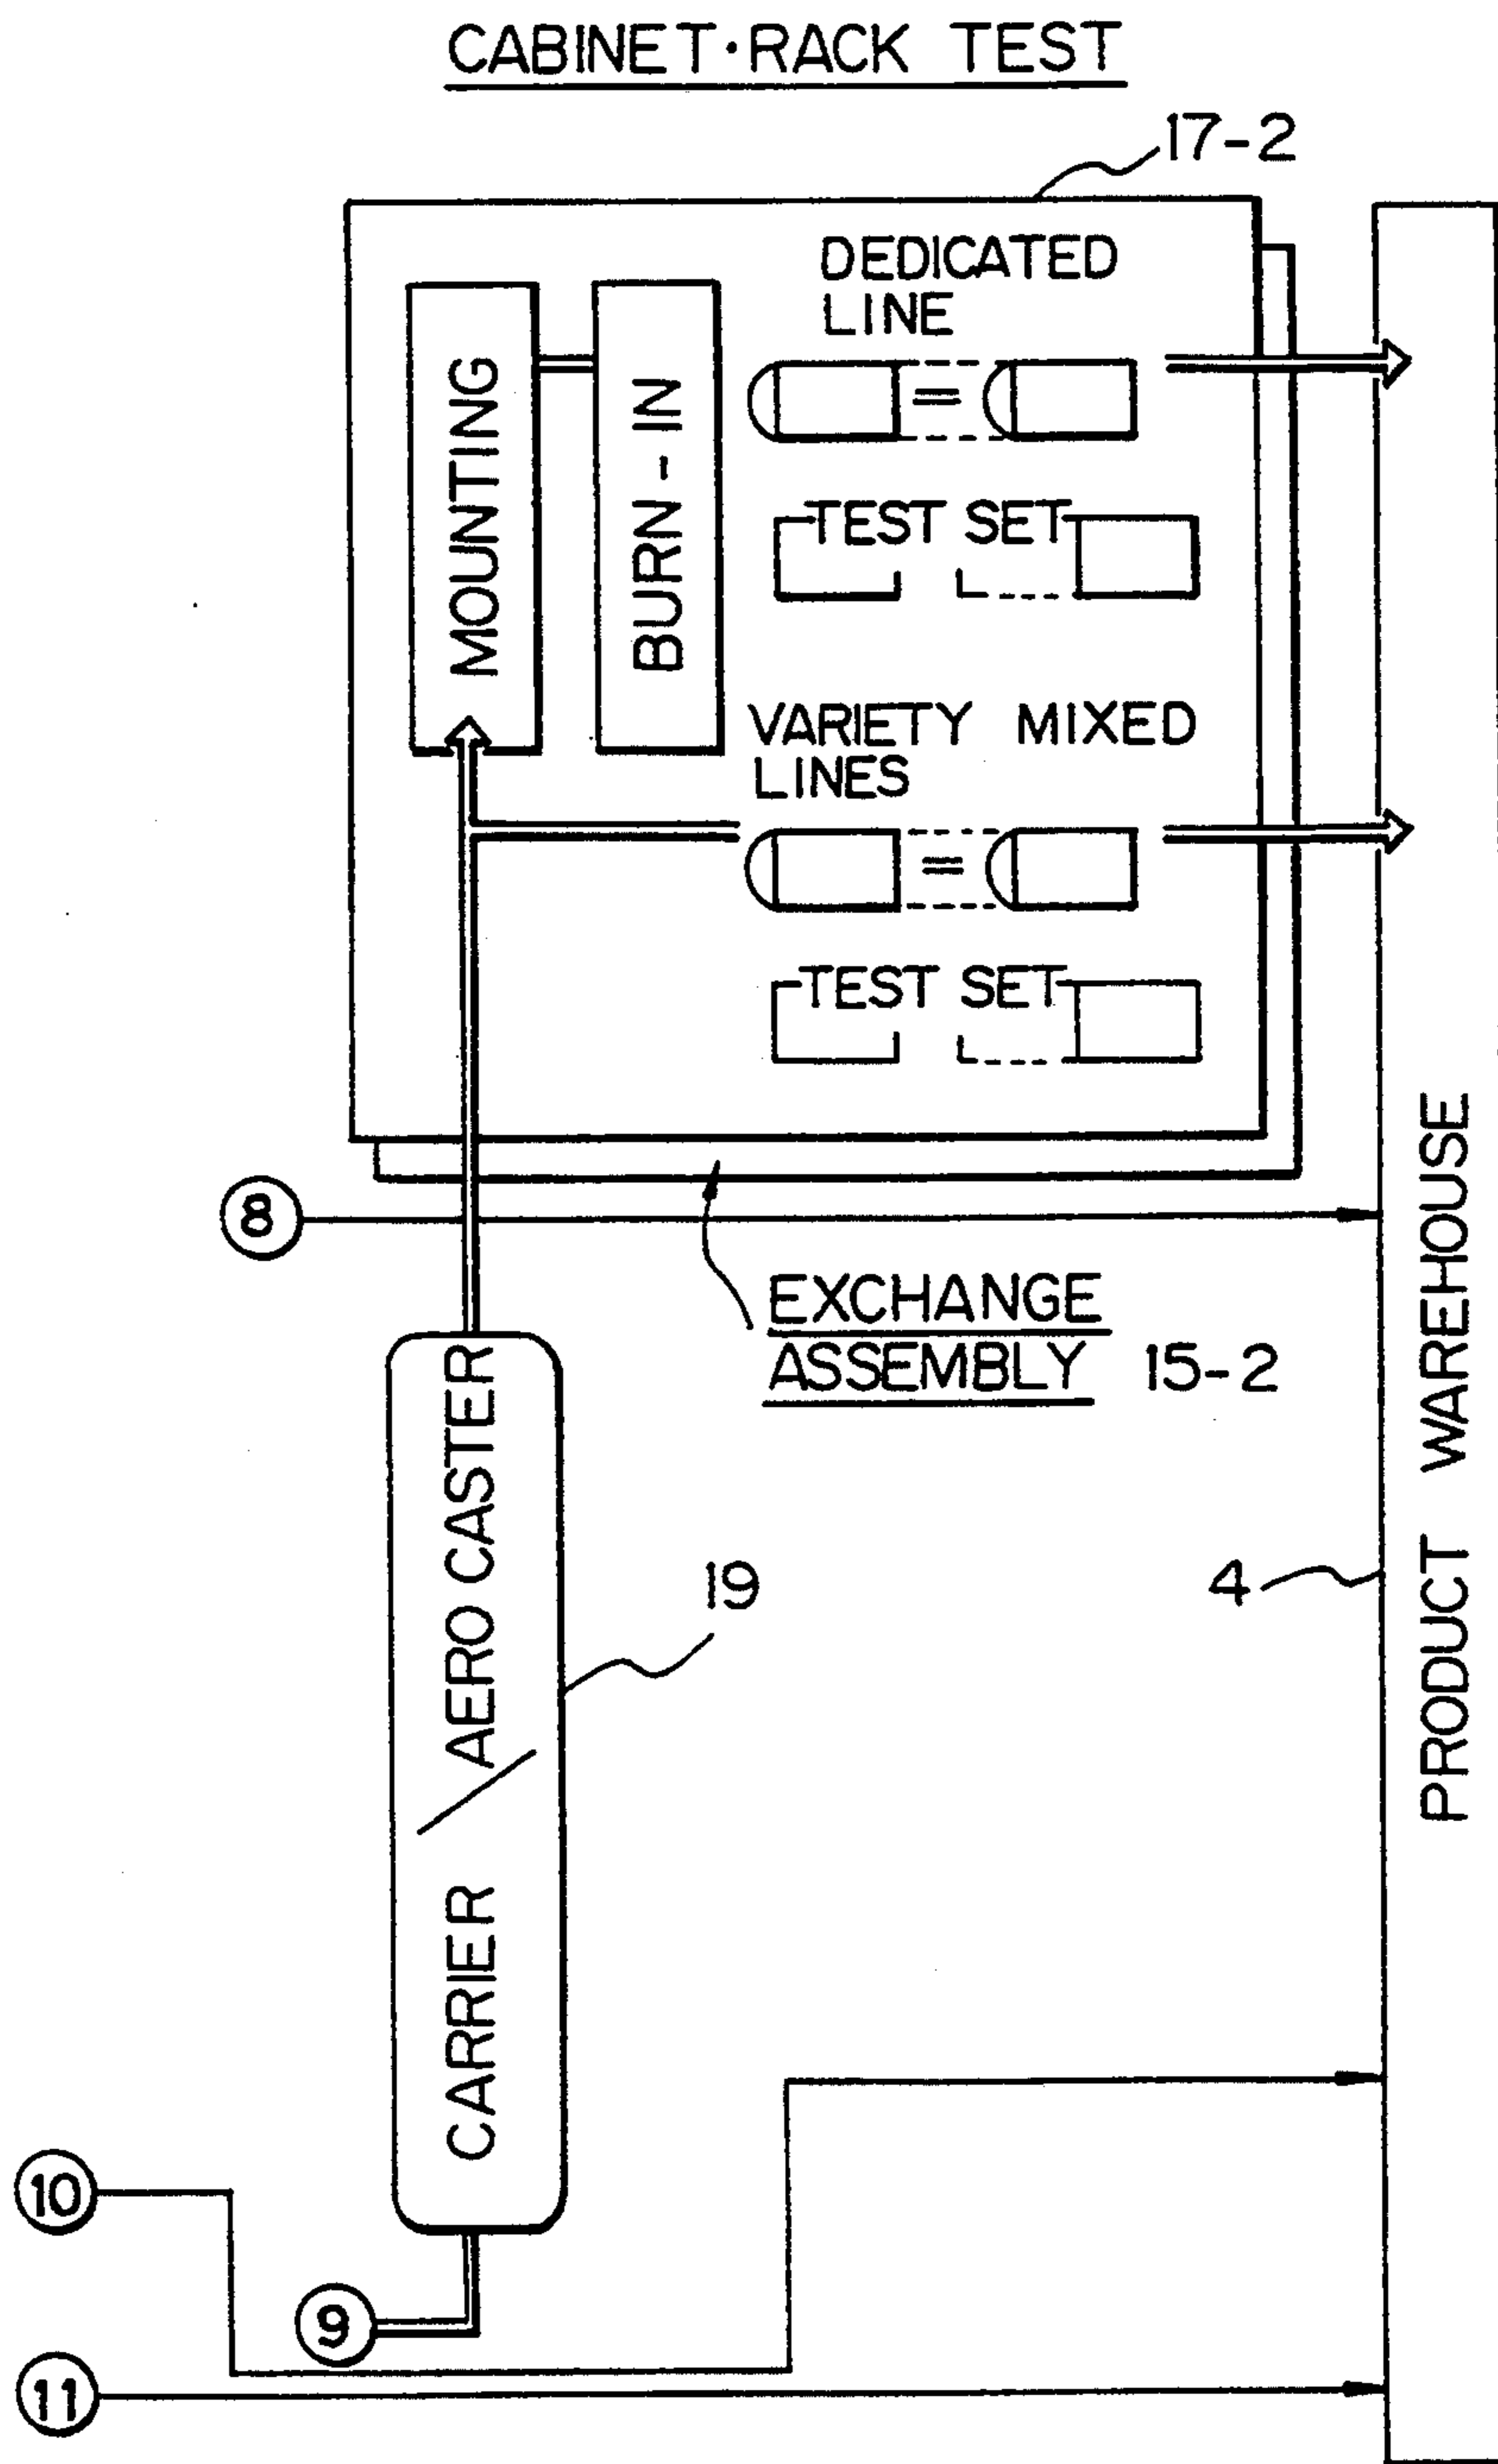 CABINET·RACK TEST
17-2
DEDICATED
LINE
MOUNTING
BURN-IN
TEST SET
VARIETY MIXED
LINES
TEST SET
8
EXCHANGE
ASSEMBLY 15-2
CARRIER / AERO CASTER
19
4
PRODUCT WAREHOUSE
10
9
11